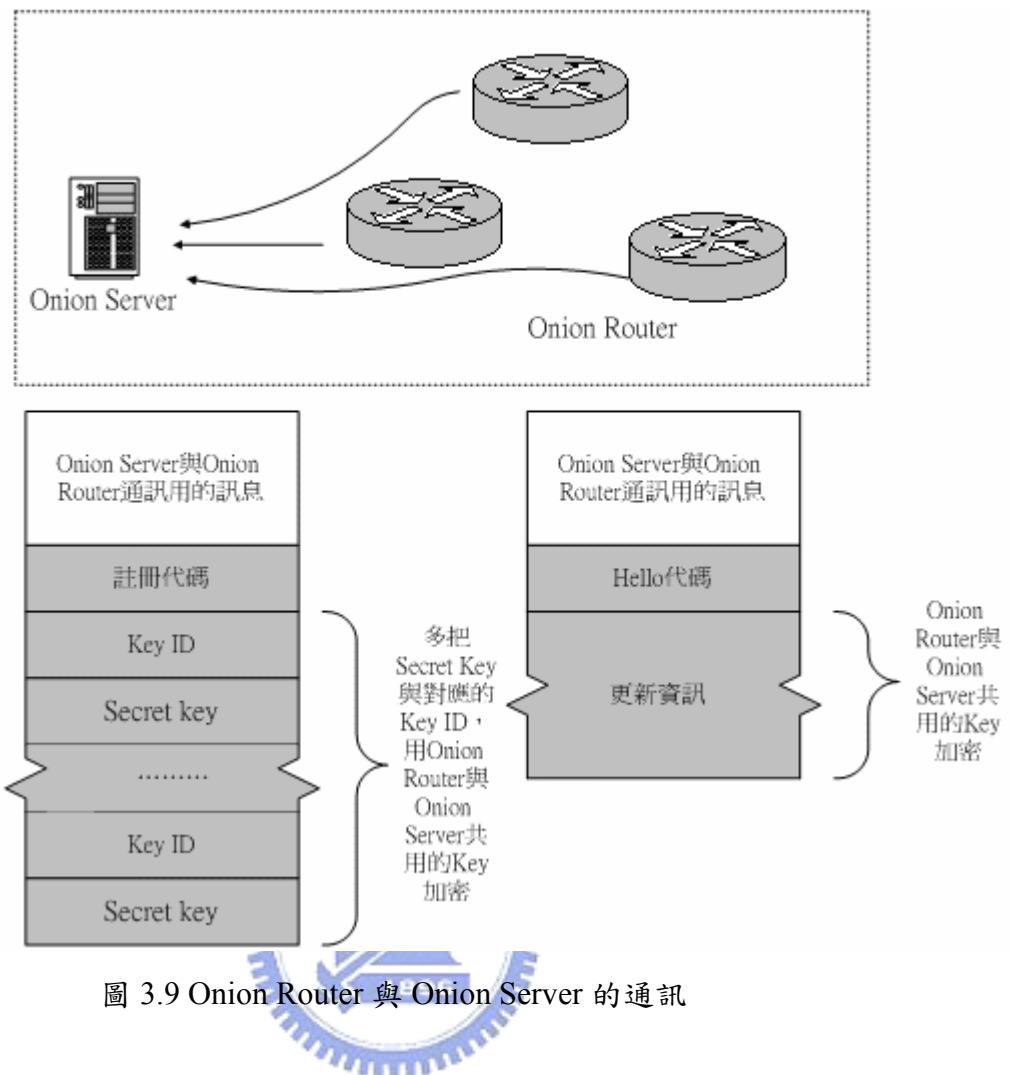 Onion Server
Onion Router
Onion Server與Onion
Router通訊用的訊息
註冊代碼
Key ID
Secret key
………
Key ID
Secret key
多把
Secret Key
與對應的
Key ID，
用Onion
Router與
Onion
Server共
用的Key
加密
Onion Server與Onion
Router通訊用的訊息
Hello代碼
更新資訊
Onion
Router與
Onion
Server共
用的Key
加密
圖 3.9 Onion Router 與 Onion Server 的通訊